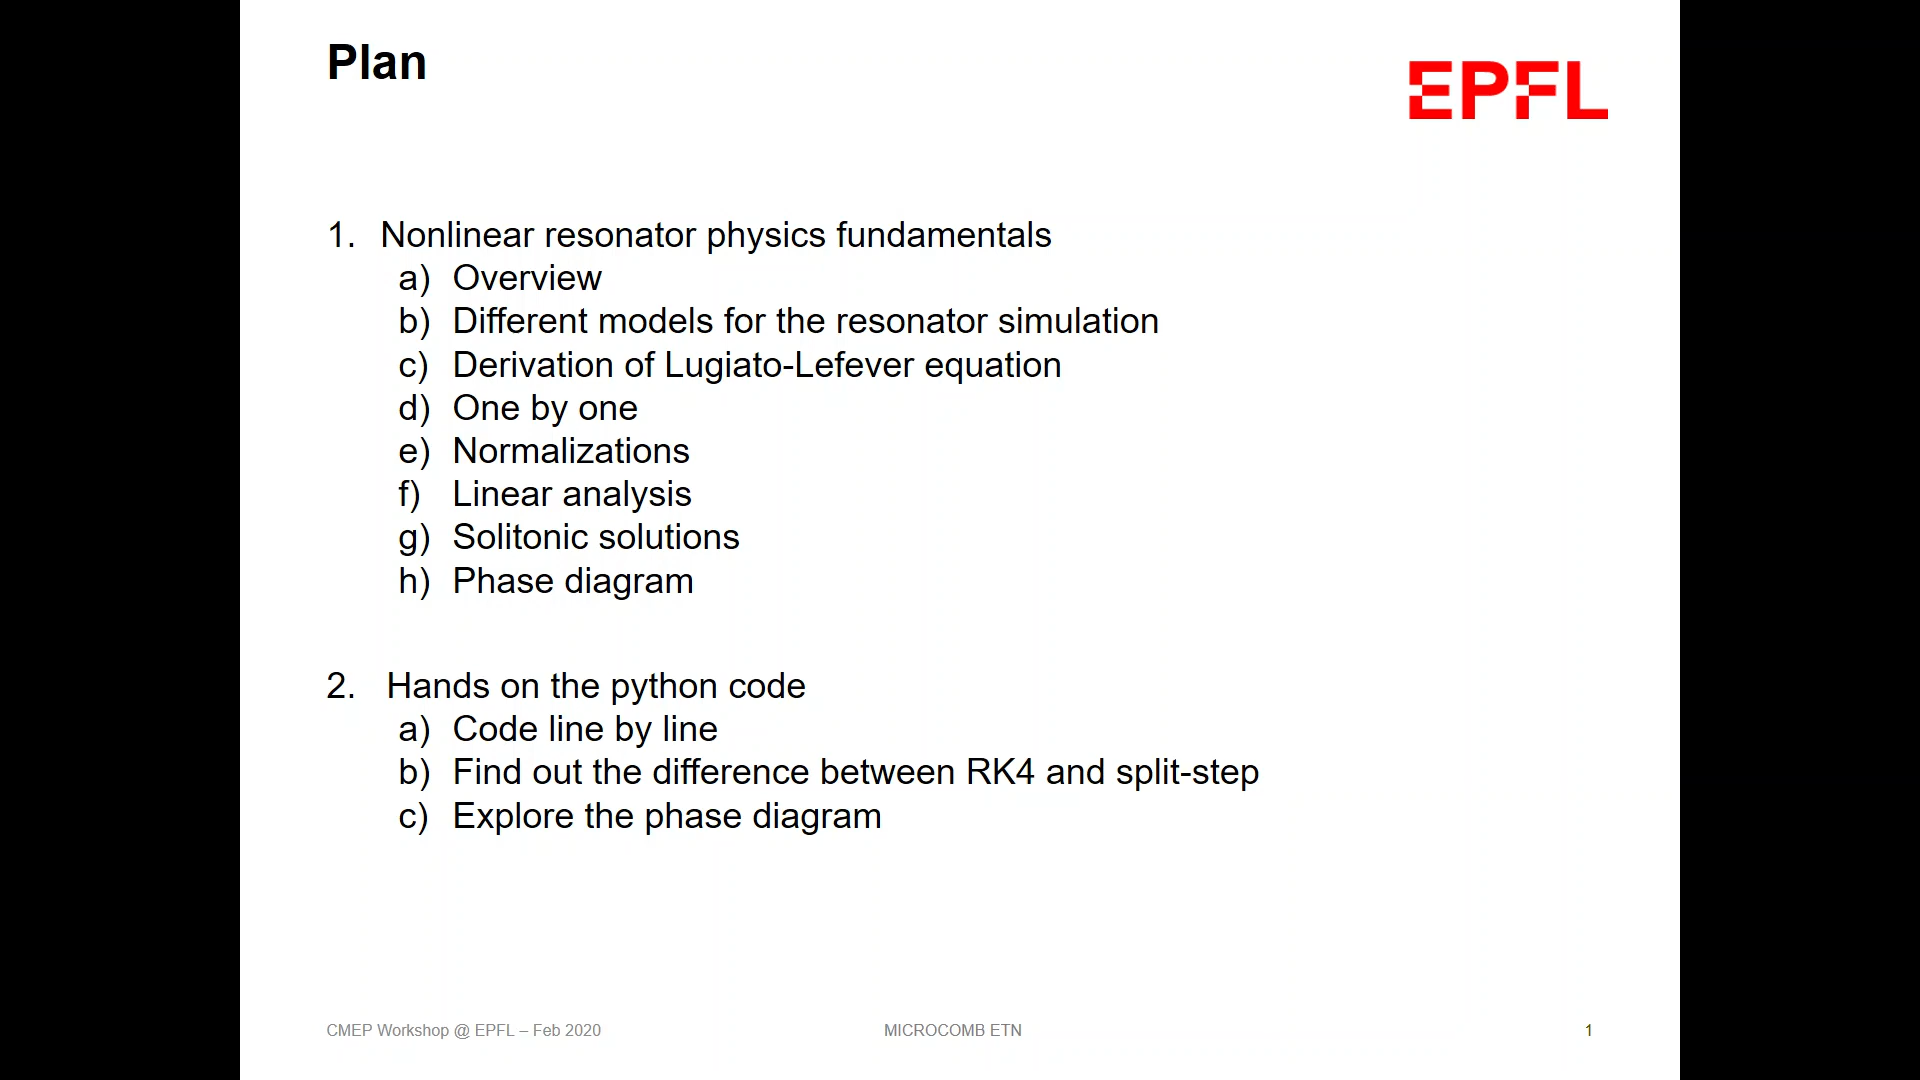 Plan
EPFL
1. Nonlinear resonator physics fundamentals
a) Overview
b) Different models for the resonator simulation
c) Derivation of Lugiato-Lefever equation
d) One by one
e) Normalizations
f) Linear analysis
g) Solitonic solutions
h) Phase diagram
2. Hands on the python code
a) Code line by line
b) Find out the difference between RK4 and split-step
c) Explore the phase diagram
CMEP Workshop @ EPFL – Feb 2020
MICROCOMB ETN
1